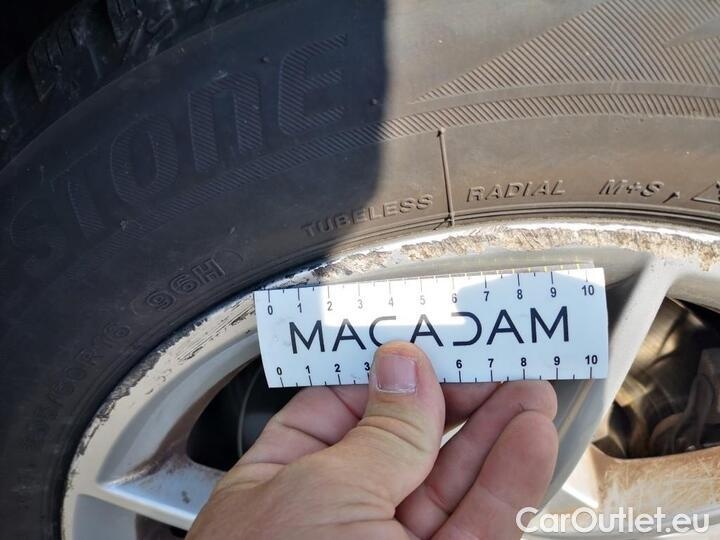 STONE
TUBELESS RADIAL M+S
96H
0 1 2 3 4 5 6 7 8 9 10
MACADAM
0 1 2 3 6 7 8 9 10
CarOutlet.eu